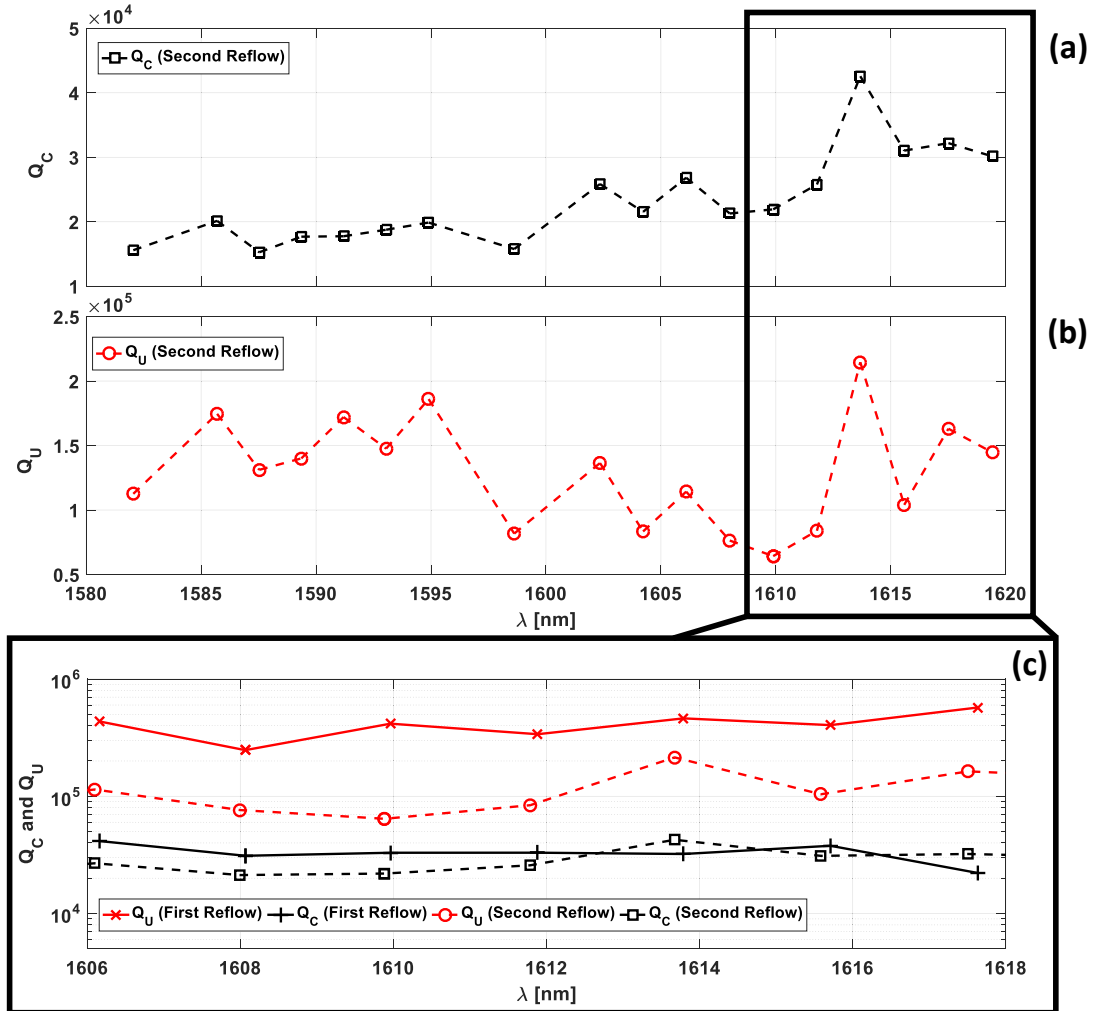 ×10⁴
5
4
3
2
1
Q_C
Q_C (Second Reflow)
(a)
×10⁵
2.5
2
1.5
1
0.5
Q_U
Q_U (Second Reflow)
(b)
1580 1585 1590 1595 1600 1605 1610 1615 1620
λ [nm]
(c)
10⁶
10⁵
10⁴
Q_C and Q_U
Q_U (First Reflow) Q_C (First Reflow) Q_U (Second Reflow) Q_C (Second Reflow)
1606 1608 1610 1612 1614 1616 1618
λ [nm]